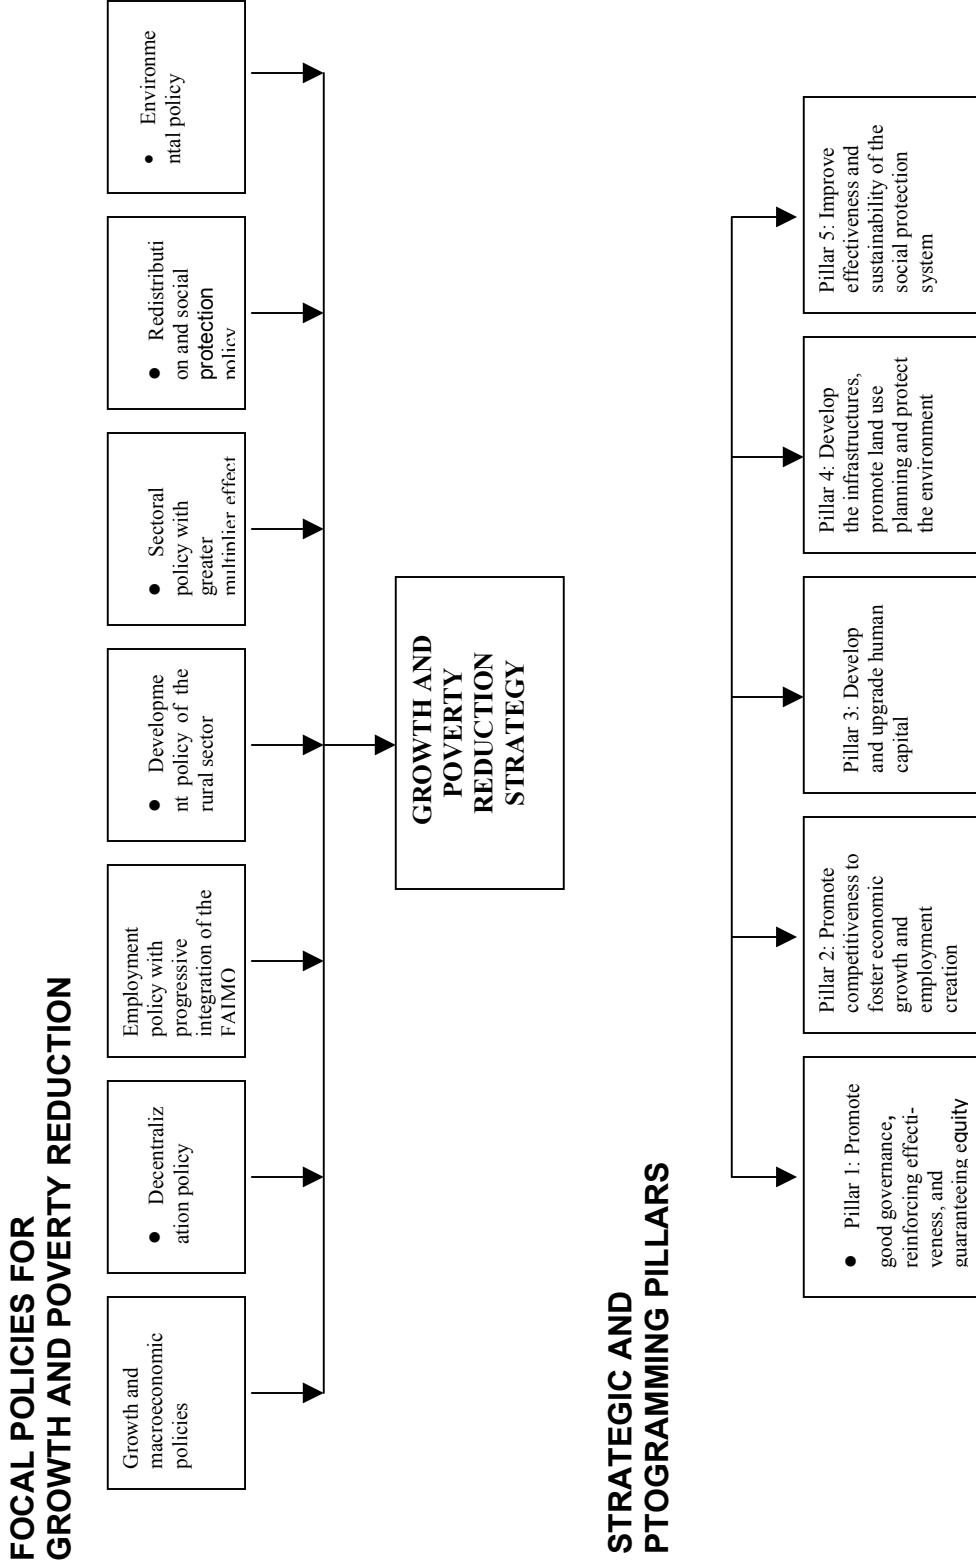 FOCAL POLICIES FOR
GROWTH AND POVERTY REDUCTION
Growth and
macroeconomic
policies
● Decentraliz
ation policy
Employment
policy with
progressive
integration of the
FAIMO
● Developme
nt policy of the
rural sector
● Sectoral
policy with
greater
multiplier effect
● Redistributi
on and social
protection
policy
● Environme
ntal policy
GROWTH AND
POVERTY
REDUCTION
STRATEGY
STRATEGIC AND
PTOGRAMMING PILLARS
● Pillar 1: Promote
good governance,
reinforcing effecti-
veness, and
guaranteeing equity
Pillar 2: Promote
competitiveness to
foster economic
growth and
employment
creation
Pillar 3: Develop
and upgrade human
capital
Pillar 4: Develop
the infrastructures,
promote land use
planning and protect
the environment
Pillar 5: Improve
effectiveness and
sustainability of the
social protection
system